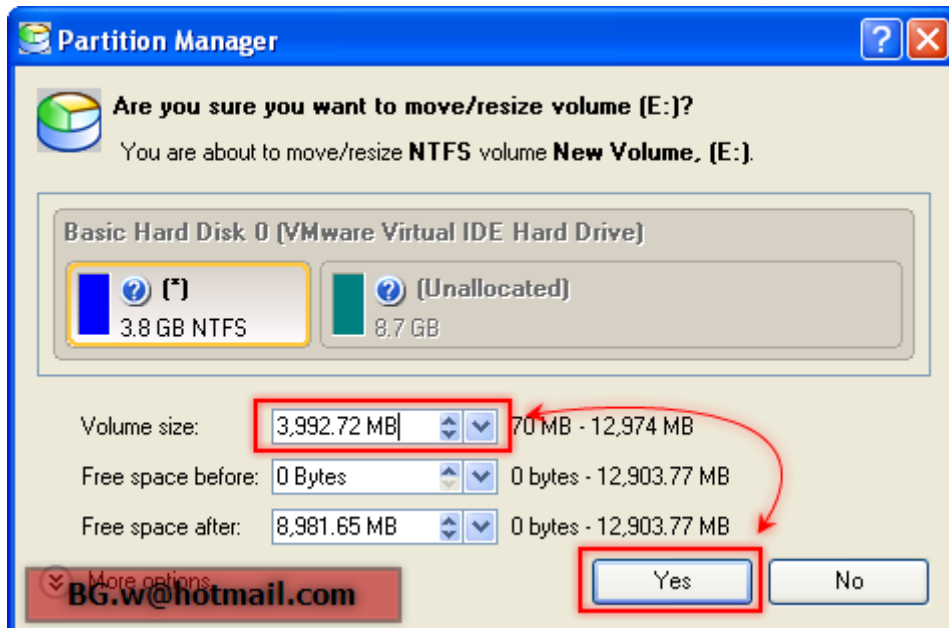 Partition Manager
Are you sure you want to move/resize volume (E:)?
You are about to move/resize NTFS volume New Volume, (E:).
Basic Hard Disk 0 (VMware Virtual IDE Hard Drive)
(*)
3.8 GB NTFS
(Unallocated)
8.7 GB
Volume size: 3,992.72 MB 70 MB - 12,974 MB
Free space before: 0 Bytes 0 bytes - 12,903.77 MB
Free space after: 8,981.65 MB 0 bytes - 12,903.77 MB
More options
BG.w@hotmail.com
Yes No